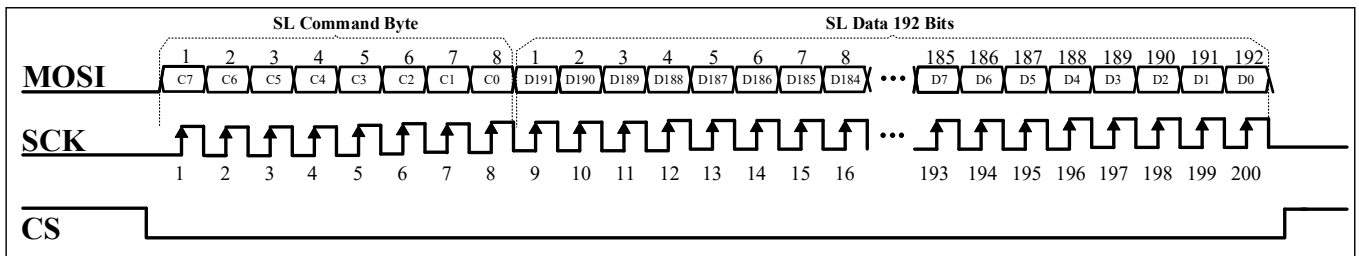 SL Command Byte SL Data 192 Bits
1 2 3 4 5 6 7 8 1 2 3 4 5 6 7 8 185 186 187 188 189 190 191 192
MOSI C7 C6 C5 C4 C3 C2 C1 C0 D191 D190 D189 D188 D187 D186 D185 D184 ••• D7 D6 D5 D4 D3 D2 D1 D0
SCK •••
1 2 3 4 5 6 7 8 9 10 11 12 13 14 15 16 193 194 195 196 197 198 199 200
CS